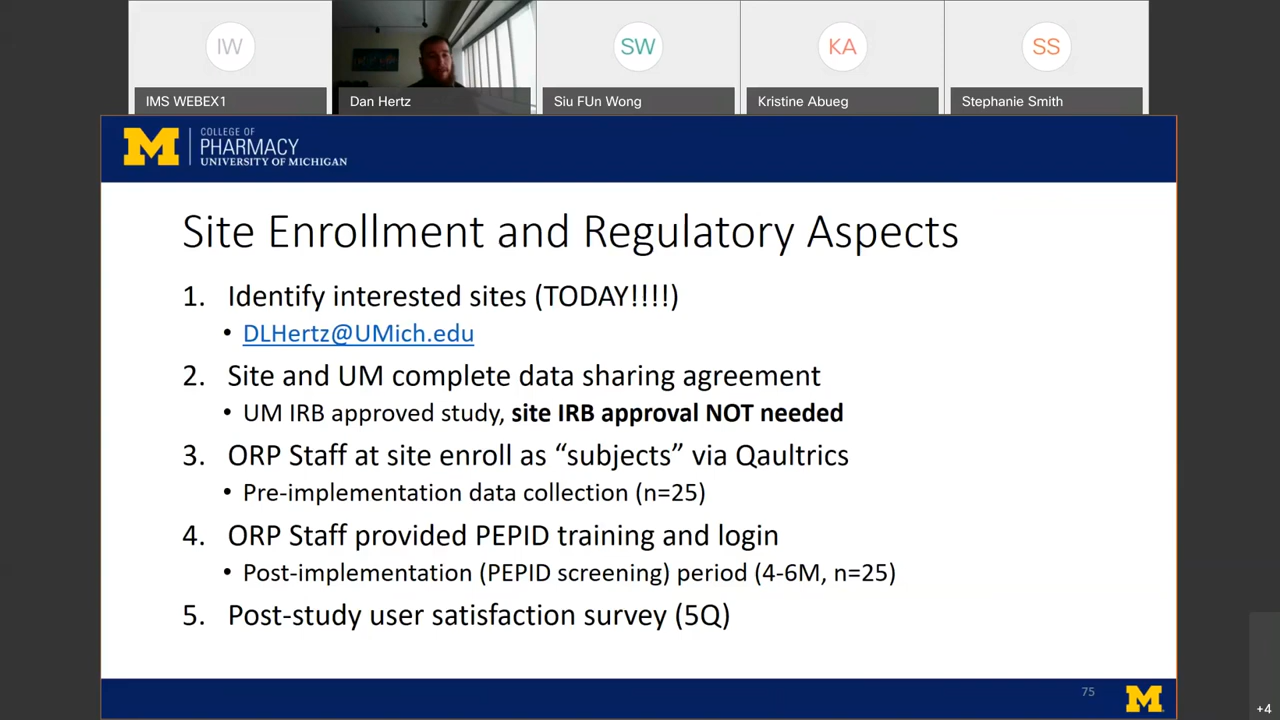 IW
SW
KA
SS
IMS WEBEX1
Dan Hertz
Siu FUn Wong
Kristine Abueg
Stephanie Smith
M
COLLEGE OF
PHARMACY
UNIVERSITY OF MICHIGAN
Site Enrollment and Regulatory Aspects
1. Identify interested sites (TODAY!!!!)
• DLHertz@UMich.edu
2. Site and UM complete data sharing agreement
• UM IRB approved study, site IRB approval NOT needed
3. ORP Staff at site enroll as “subjects” via Qaultrics
• Pre-implementation data collection (n=25)
4. ORP Staff provided PEPID training and login
• Post-implementation (PEPID screening) period (4-6M, n=25)
5. Post-study user satisfaction survey (5Q)
75
M
+4